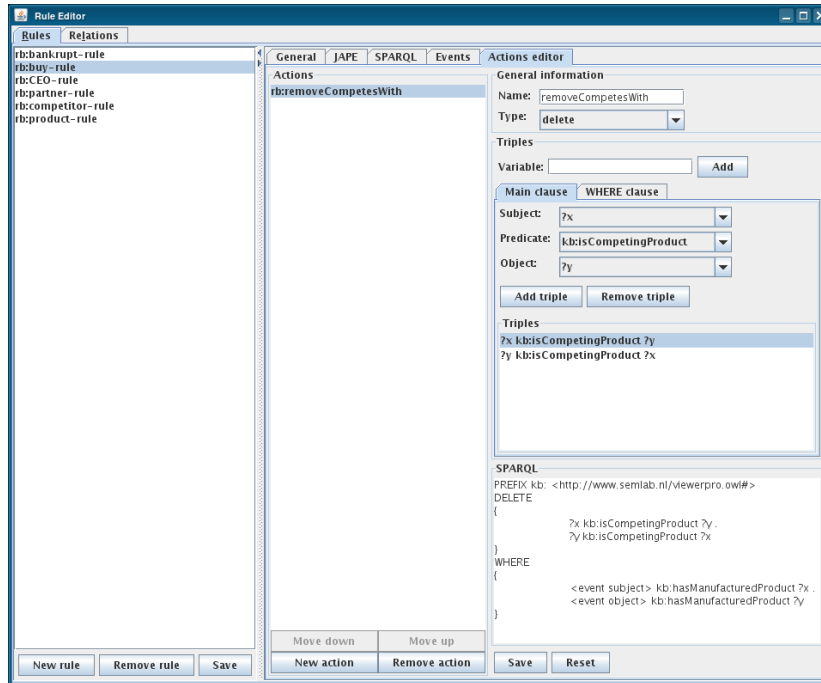 Rule Editor
Rules Relations
rb:bankrupt-rule
rb:buy-rule
rb:CEO-rule
rb:partner-rule
rb:competitor-rule
rb:product-rule
New rule Remove rule Save
General JAPE SPARQL Events Actions editor
Actions
rb:removeCompetesWith
Move down Move up
New action Remove action
General information
Name: removeCompetesWith
Type: delete
Triples
Variable: Add
Main clause WHERE clause
Subject: ?x
Predicate: kb:isCompetingProduct
Object: ?y
Add triple Remove triple
Triples
?x kb:isCompetingProduct ?y
?y kb:isCompetingProduct ?x
SPARQL
PREFIX kb: <http://www.semlab.nl/viewerpro.owl#>
DELETE
{
?x kb:isCompetingProduct ?y .
?y kb:isCompetingProduct ?x
}
WHERE
{
<event subject> kb:hasManufacturedProduct ?x .
<event object> kb:hasManufacturedProduct ?y
}
Save Reset